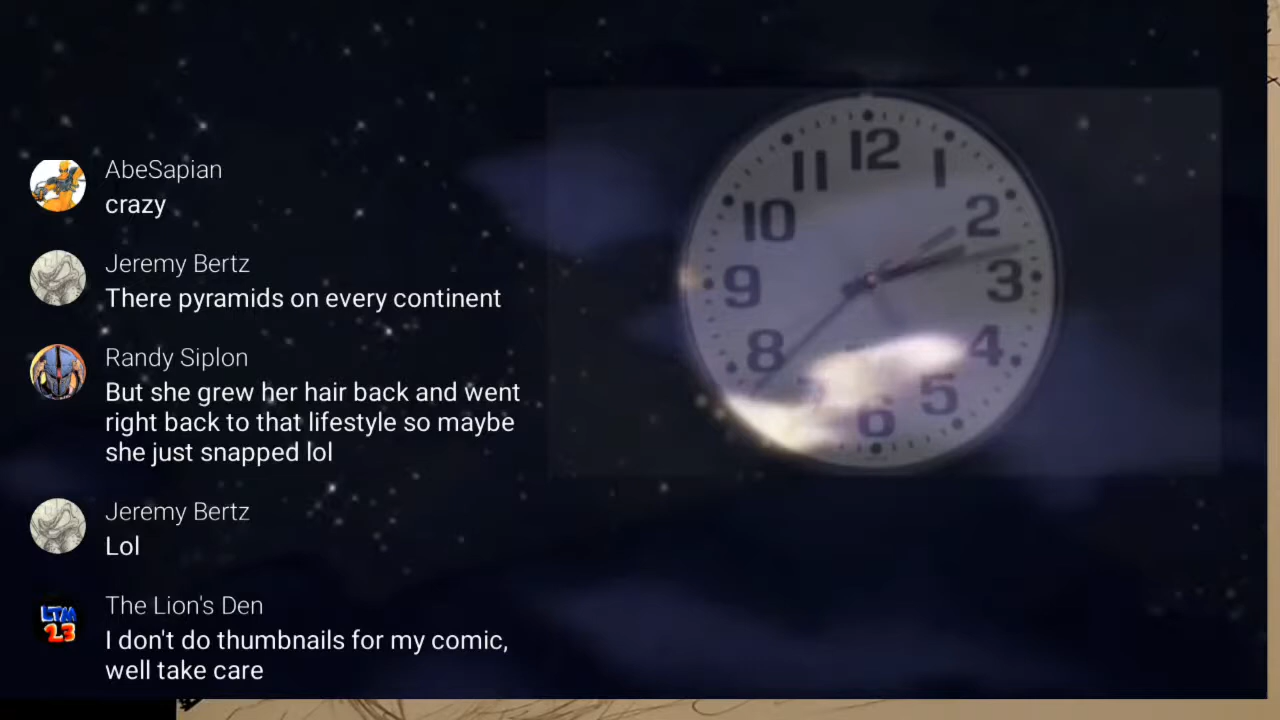 AbeSapian
crazy
Jeremy Bertz
There pyramids on every continent
Randy Siplon
But she grew her hair back and went
right back to that lifestyle so maybe
she just snapped lol
Jeremy Bertz
Lol
LTM
23
The Lion's Den
I don't do thumbnails for my comic,
well take care
12
1
2
3
4
5
6
8
9
10
11